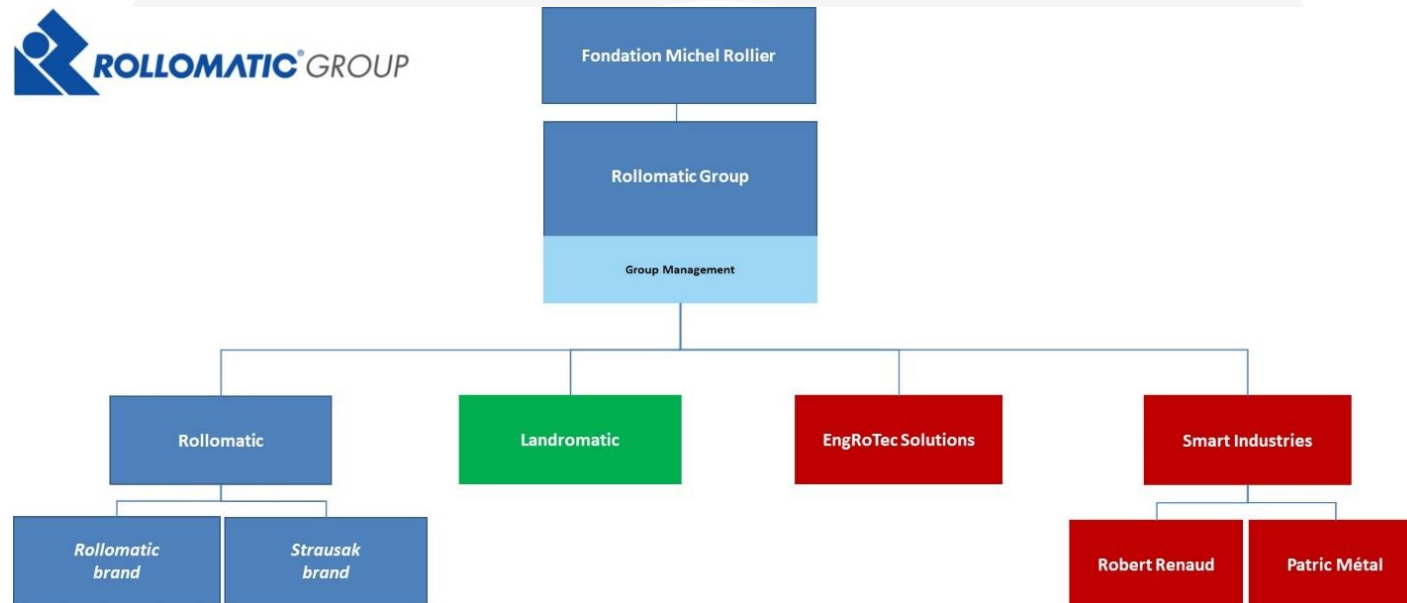 ROLLOMATIC® GROUP
Fondation Michel Rollier
Rollomatic Group
Group Management
Rollomatic
Landromatic
EngRoTec Solutions
Smart Industries
Rollomatic
brand
Strausak
brand
Robert Renaud
Patric Métal